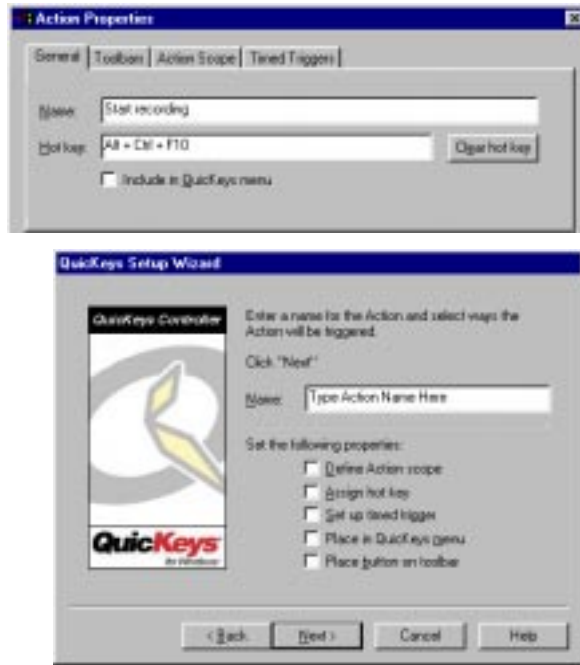 Action Properties
General Toolbars Action Scope Timed Triggers
Name: Start recording
Hot key: Alt + Ctrl + F10 Clear hot key
Include in QuicKeys menu
QuicKeys Setup Wizard
QuicKeys Controller
Enter a name for the Action and select ways the
Action will be triggered.
Click "Next"
Name: Type Action Name Here
Set the following properties:
Define Action scope
Assign hot key
Set up timed trigger
Place in QuicKeys menu
Place button on toolbar
QuicKeys
for Windows
< Back Next > Cancel Help